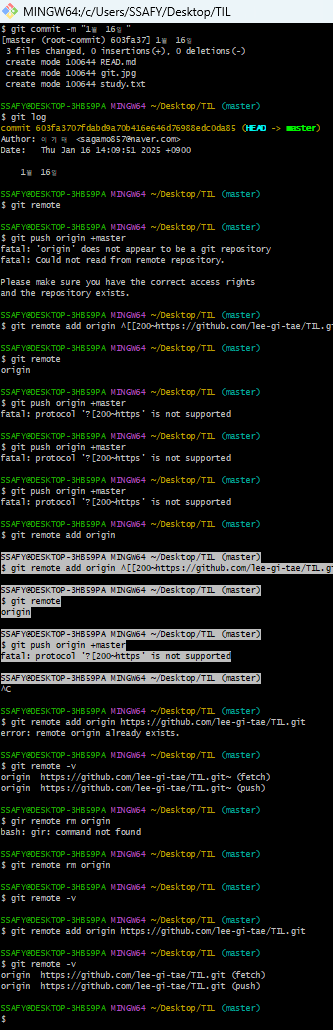 MINGW64:/c/Users/SSAFY/Desktop/TIL
$ git commit -m "1월 16일 "
[master (root-commit) 603fa37] 1월 16일
3 files changed, 0 insertions(+), 0 deletions(-)
create mode 100644 READ.md
create mode 100644 git.jpg
create mode 100644 study.txt
SSAFY@DESKTOP-3HB59PA MINGW64 ~/Desktop/TIL (master)
$ git log
commit 603fa3707fdabd9a70b416e646d76988edc0da85 (HEAD -> master)
Author: 이기태 <sagamo857@naver.com>
Date: Thu Jan 16 14:09:51 2025 +0900
1월 16일
SSAFY@DESKTOP-3HB59PA MINGW64 ~/Desktop/TIL (master)
$ git remote
SSAFY@DESKTOP-3HB59PA MINGW64 ~/Desktop/TIL (master)
$ git push origin +master
fatal: 'origin' does not appear to be a git repository
fatal: Could not read from remote repository.
Please make sure you have the correct access rights
and the repository exists.
SSAFY@DESKTOP-3HB59PA MINGW64 ~/Desktop/TIL (master)
$ git remote add origin ^[[200~https://github.com/lee-gi-tae/TIL.gi
SSAFY@DESKTOP-3HB59PA MINGW64 ~/Desktop/TIL (master)
$ git remote
origin
SSAFY@DESKTOP-3HB59PA MINGW64 ~/Desktop/TIL (master)
$ git push origin +master
fatal: protocol '?[200~https' is not supported
SSAFY@DESKTOP-3HB59PA MINGW64 ~/Desktop/TIL (master)
$ git push origin +master
fatal: protocol '?[200~https' is not supported
SSAFY@DESKTOP-3HB59PA MINGW64 ~/Desktop/TIL (master)
$ git push origin +master
fatal: protocol '?[200~https' is not supported
SSAFY@DESKTOP-3HB59PA MINGW64 ~/Desktop/TIL (master)
$ git remote add origin
SSAFY@DESKTOP-3HB59PA MINGW64 ~/Desktop/TIL (master)
$ git remote add origin ^[[200~https://github.com/lee-gi-tae/TIL.gi
SSAFY@DESKTOP-3HB59PA MINGW64 ~/Desktop/TIL (master)
$ git remote
origin
SSAFY@DESKTOP-3HB59PA MINGW64 ~/Desktop/TIL (master)
$ git push origin +master
fatal: protocol '?[200~https' is not supported
SSAFY@DESKTOP-3HB59PA MINGW64 ~/Desktop/TIL (master)
^C
SSAFY@DESKTOP-3HB59PA MINGW64 ~/Desktop/TIL (master)
$ git remote add origin https://github.com/lee-gi-tae/TIL.git
error: remote origin already exists.
SSAFY@DESKTOP-3HB59PA MINGW64 ~/Desktop/TIL (master)
$ git remote -v
origin https://github.com/lee-gi-tae/TIL.git~ (fetch)
origin https://github.com/lee-gi-tae/TIL.git~ (push)
SSAFY@DESKTOP-3HB59PA MINGW64 ~/Desktop/TIL (master)
$ gir remote rm origin
bash: gir: command not found
SSAFY@DESKTOP-3HB59PA MINGW64 ~/Desktop/TIL (master)
$ git remote rm origin
SSAFY@DESKTOP-3HB59PA MINGW64 ~/Desktop/TIL (master)
$ git remote -v
SSAFY@DESKTOP-3HB59PA MINGW64 ~/Desktop/TIL (master)
$ git remote add origin https://github.com/lee-gi-tae/TIL.git
SSAFY@DESKTOP-3HB59PA MINGW64 ~/Desktop/TIL (master)
$ git remote -v
origin https://github.com/lee-gi-tae/TIL.git (fetch)
origin https://github.com/lee-gi-tae/TIL.git (push)
SSAFY@DESKTOP-3HB59PA MINGW64 ~/Desktop/TIL (master)
$